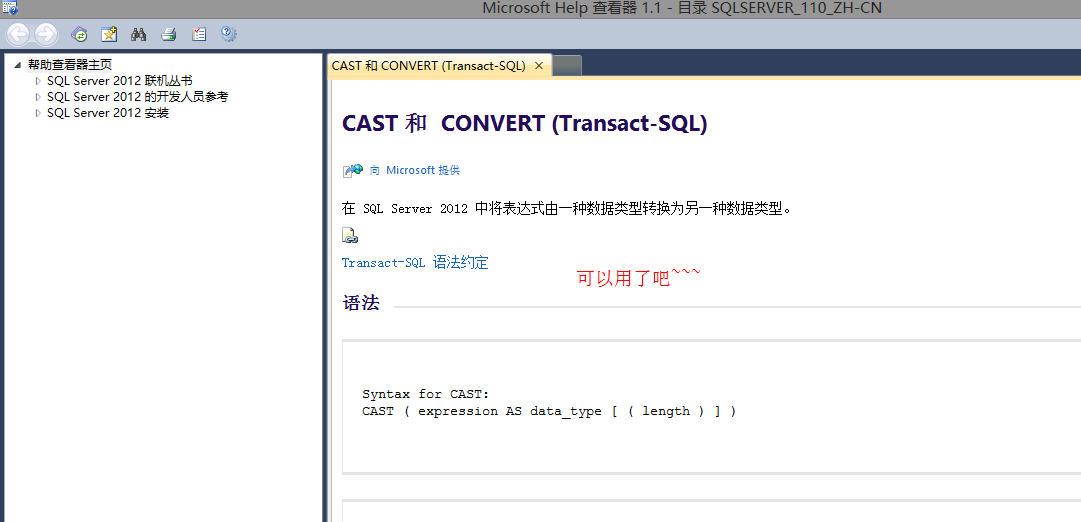 Microsoft Help 查看器 1.1 - 目录 SQLSERVER_110_ZH-CN
帮助查看器主页
SQL Server 2012 联机丛书
SQL Server 2012 的开发人员参考
SQL Server 2012 安装
CAST 和 CONVERT (Transact-SQL)
CAST 和 CONVERT (Transact-SQL)
向 Microsoft 提供
在 SQL Server 2012 中将表达式由一种数据类型转换为另一种数据类型。
Transact-SQL 语法约定
可以用了吧~~~
语法
Syntax for CAST:
CAST ( expression AS data_type [ ( length ) ] )